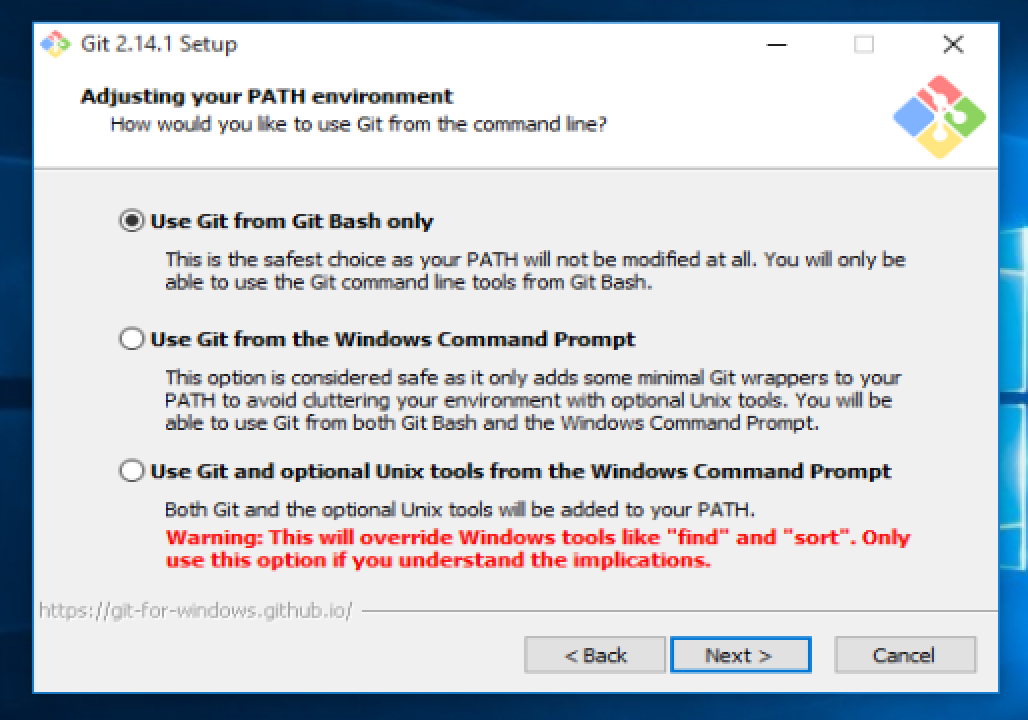 Git 2.14.1 Setup
Adjusting your PATH environment
How would you like to use Git from the command line?
Use Git from Git Bash only
This is the safest choice as your PATH will not be modified at all. You will only be
able to use the Git command line tools from Git Bash.
Use Git from the Windows Command Prompt
This option is considered safe as it only adds some minimal Git wrappers to your
PATH to avoid cluttering your environment with optional Unix tools. You will be
able to use Git from both Git Bash and the Windows Command Prompt.
Use Git and optional Unix tools from the Windows Command Prompt
Both Git and the optional Unix tools will be added to your PATH.
Warning: This will override Windows tools like "find" and "sort". Only
use this option if you understand the implications.
https://git-for-windows.github.io/
< Back Next > Cancel